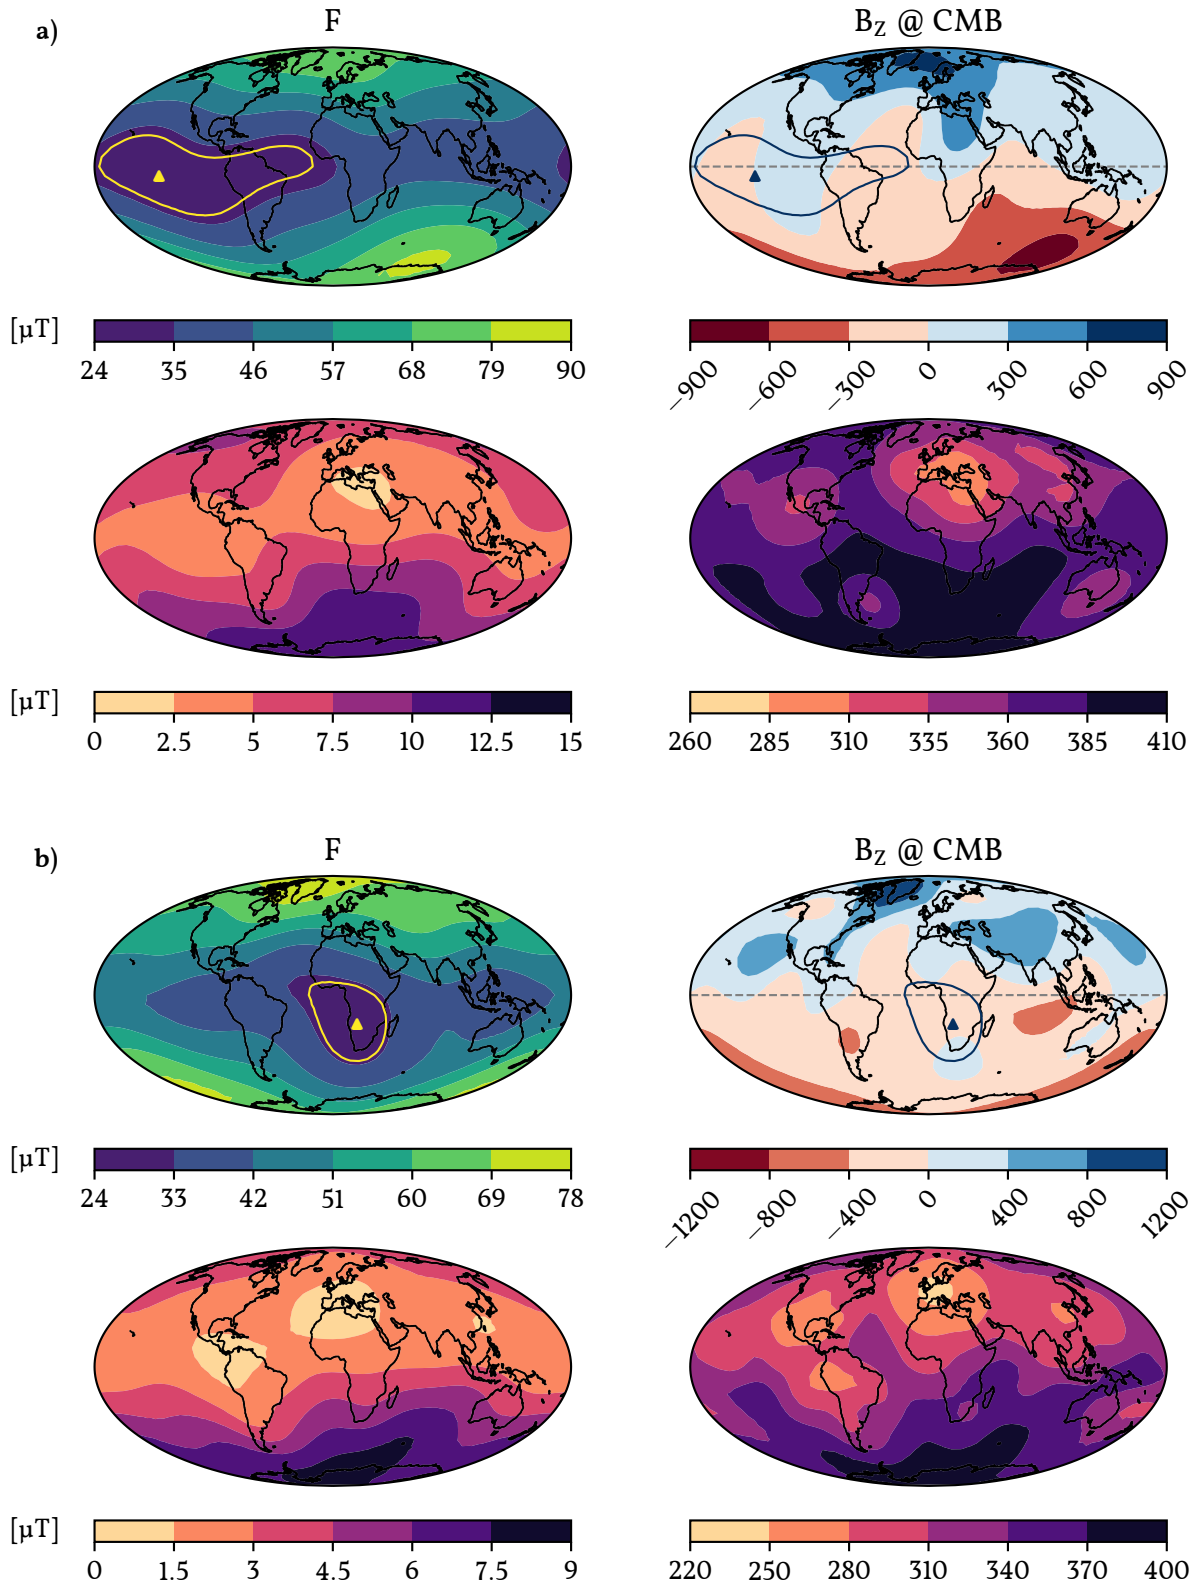 a)
F
B_Z @ CMB
[µT]
24 35 46 57 68 79 90
−900 −600 −300 0 300 600 900
[µT]
0 2.5 5 7.5 10 12.5 15
260 285 310 335 360 385 410
b)
F
B_Z @ CMB
[µT]
24 33 42 51 60 69 78
−1200 −800 −400 0 400 800 1200
[µT]
0 1.5 3 4.5 6 7.5 9
220 250 280 310 340 370 400